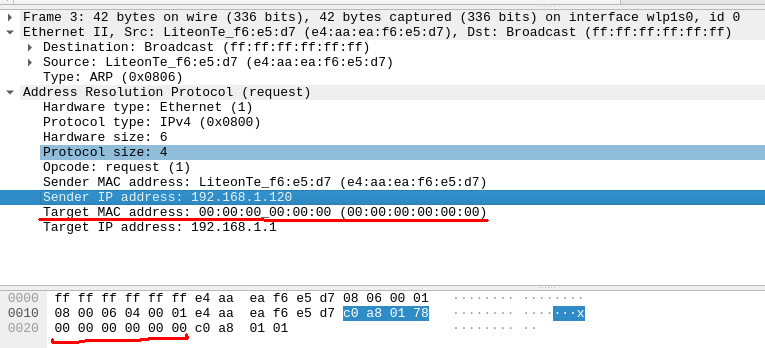 Frame 3: 42 bytes on wire (336 bits), 42 bytes captured (336 bits) on interface wlp1s0, id 0
Ethernet II, Src: LiteonTe_f6:e5:d7 (e4:aa:ea:f6:e5:d7), Dst: Broadcast (ff:ff:ff:ff:ff:ff)
Destination: Broadcast (ff:ff:ff:ff:ff:ff)
Source: LiteonTe_f6:e5:d7 (e4:aa:ea:f6:e5:d7)
Type: ARP (0x0806)
Address Resolution Protocol (request)
Hardware type: Ethernet (1)
Protocol type: IPv4 (0x0800)
Hardware size: 6
Protocol size: 4
Opcode: request (1)
Sender MAC address: LiteonTe_f6:e5:d7 (e4:aa:ea:f6:e5:d7)
Sender IP address: 192.168.1.120
Target MAC address: 00:00:00_00:00:00 (00:00:00:00:00:00)
Target IP address: 192.168.1.1
0000 ff ff ff ff ff ff e4 aa ea f6 e5 d7 08 06 00 01 ········ ········
0010 08 00 06 04 00 01 e4 aa ea f6 e5 d7 c0 a8 01 78 ········ ·······x
0020 00 00 00 00 00 00 c0 a8 01 01 ········ ··